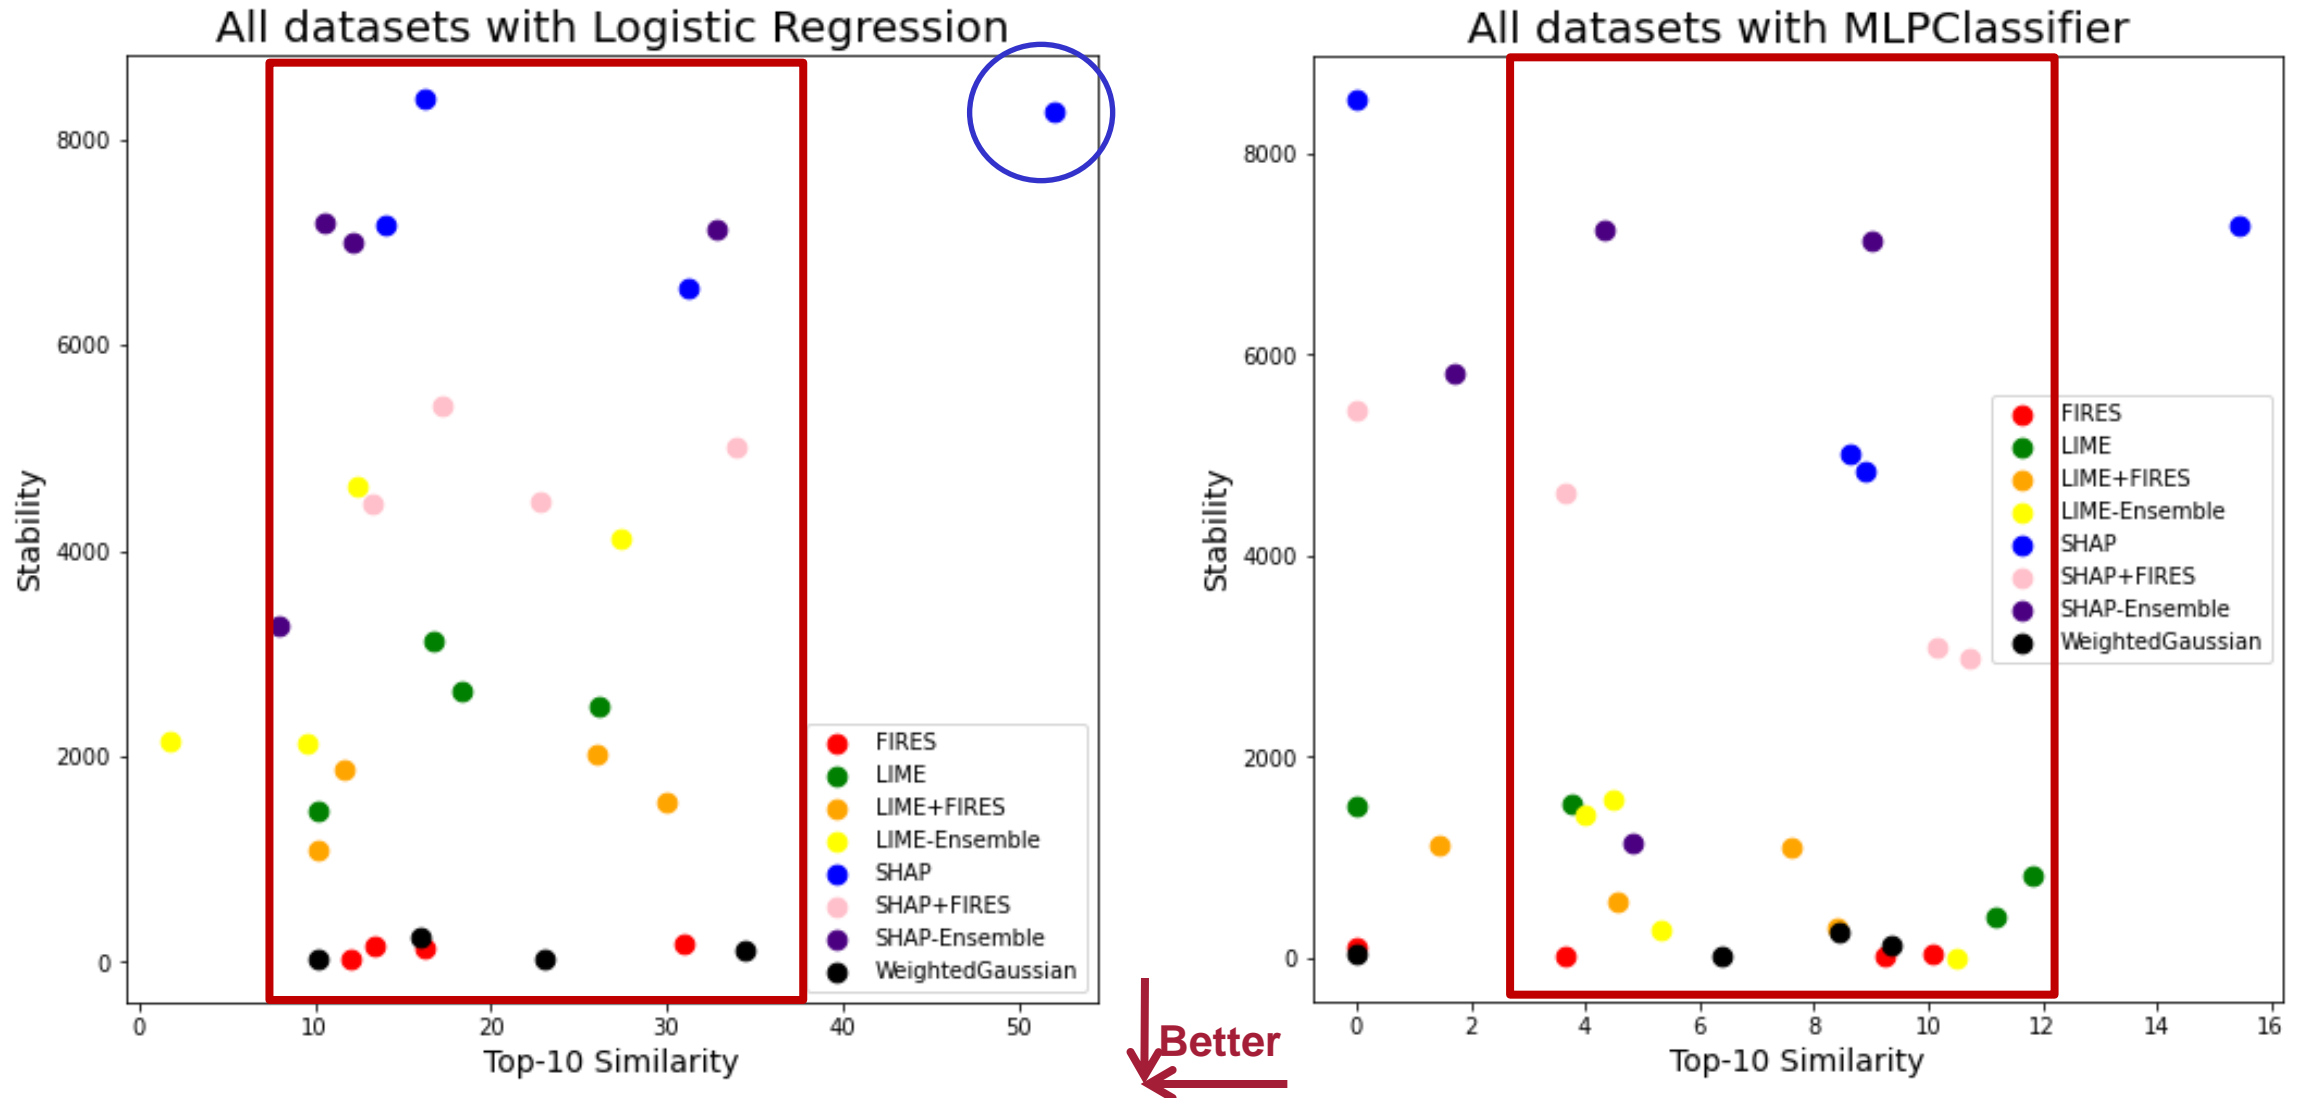 All datasets with Logistic Regression
Stability
8000
6000
4000
2000
0
0 10 20 30 40 50
Top-10 Similarity
FIRES
LIME
LIME+FIRES
LIME-Ensemble
SHAP
SHAP+FIRES
SHAP-Ensemble
WeightedGaussian
Better
All datasets with MLPClassifier
Stability
8000
6000
4000
2000
0
0 2 4 6 8 10 12 14 16
Top-10 Similarity
FIRES
LIME
LIME+FIRES
LIME-Ensemble
SHAP
SHAP+FIRES
SHAP-Ensemble
WeightedGaussian